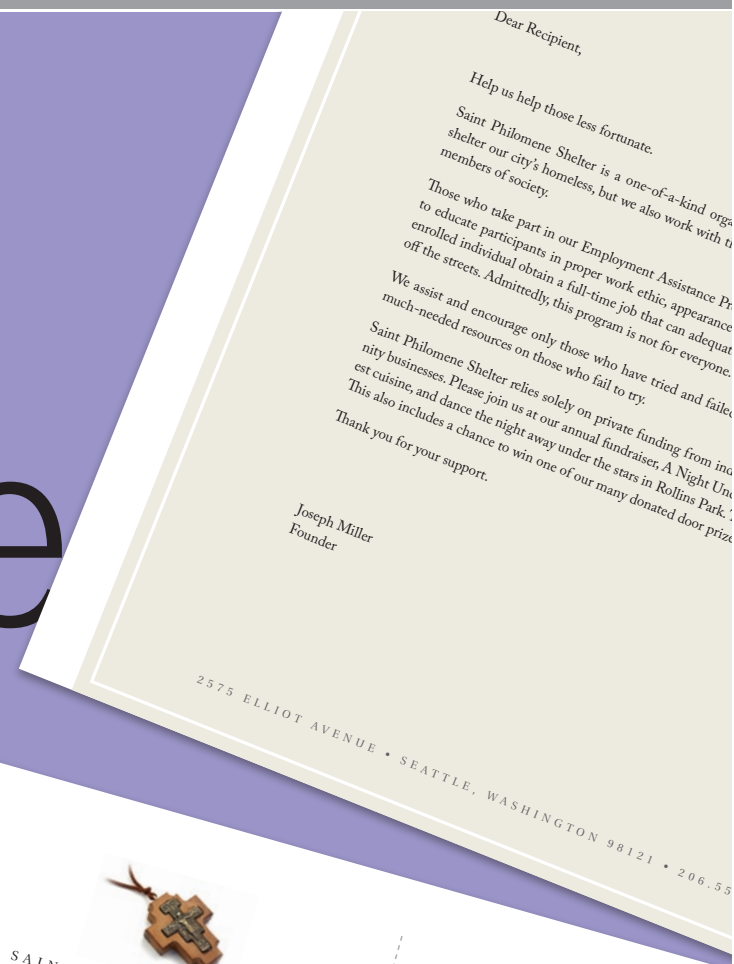 Dear Recipient,
Help us help those less fortunate.
Saint Philomene Shelter is a one-of-a-kind orga
shelter our city's homeless, but we also work with t
members of society.
Those who take part in our Employment Assistance Pr
to educate participants in proper work ethic, appearance
enrolled individual obtain a full-time job that can adequat
off the streets. Admittedly, this program is not for everyone.
We assist and encourage only those who have tried and failed
much-needed resources on those who fail to try.
Saint Philomene Shelter relies solely on private funding from ind
nity businesses. Please join us at our annual fundraiser, A Night Und
est cuisine, and dance the night away under the stars in Rollins Park.
This also includes a chance to win one of our many donated door prize
Thank you for your support.
Joseph Miller
Founder
e
2575 ELLIOT AVENUE • SEATTLE, WASHINGTON 98121 • 206.55
SAIN